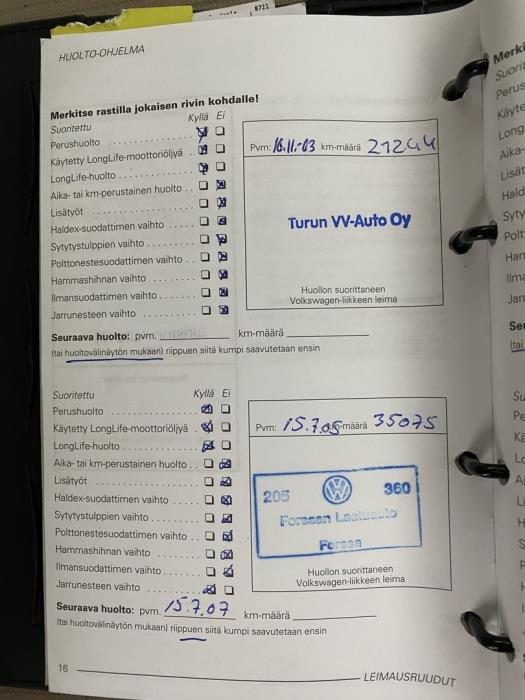 8721
HUOLTO-OHJELMA
Merkitse rastilla jokaisen rivin kohdalle!
Suoritettu Kyllä Ei
Perushuolto
Käytetty LongLife-moottoriöljyä
LongLife-huolto
Aika- tai km-perustainen huolto
Lisätyöt
Haldex-suodattimen vaihto
Sytytystulppien vaihto
Polttonestesuodattimen vaihto
Hammashihnan vaihto
Ilmansuodattimen vaihto
Jarrunesteen vaihto
Pvm: 16.11.-03 km-määrä 21244
Turun VV-Auto Oy
Huollon suorittaneen
Volkswagen-liikkeen leima
Seuraava huolto: pvm. km-määrä
(tai huoltovälinäytön mukaan) riippuen siitä kumpi saavutetaan ensin
Suoritettu Kyllä Ei
Perushuolto
Käytetty LongLife-moottoriöljyä
LongLife-huolto
Aika- tai km-perustainen huolto
Lisätyöt
Haldex-suodattimen vaihto
Sytytystulppien vaihto
Polttonestesuodattimen vaihto
Hammashihnan vaihto
Ilmansuodattimen vaihto
Jarrunesteen vaihto
Pvm: 15.7.05 km-määrä 35075
205 360
Forssan Laatuauto
Forssa
Huollon suorittaneen
Volkswagen-liikkeen leima
Seuraava huolto: pvm. 15.7.07 km-määrä
(tai huoltovälinäytön mukaan) riippuen siitä kumpi saavutetaan ensin
16
LEIMAUSRUUDUT